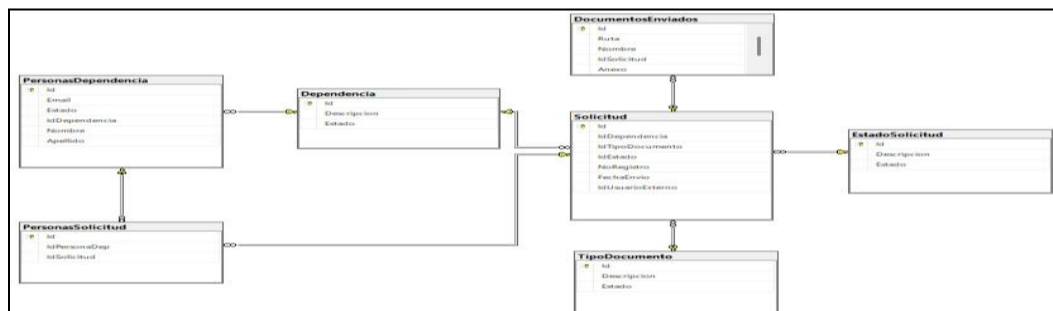 DocumentosEnviados
Id
Ruta
Nombre
IdSolicitud
Anexo
PersonasDependencia
Id
Email
Estado
IdDependencia
Nombre
Apellido
Dependencia
Id
Descripcion
Estado
Solicitud
Id
IdDependencia
IdTipoDocumento
IdEstado
NoRegistro
FechaEnvio
IdUsuarioExterno
EstadoSolicitud
Id
Descripcion
Estado
PersonasSolicitud
Id
IdPersonaDep
IdSolicitud
TipoDocumento
Id
Descripcion
Estado